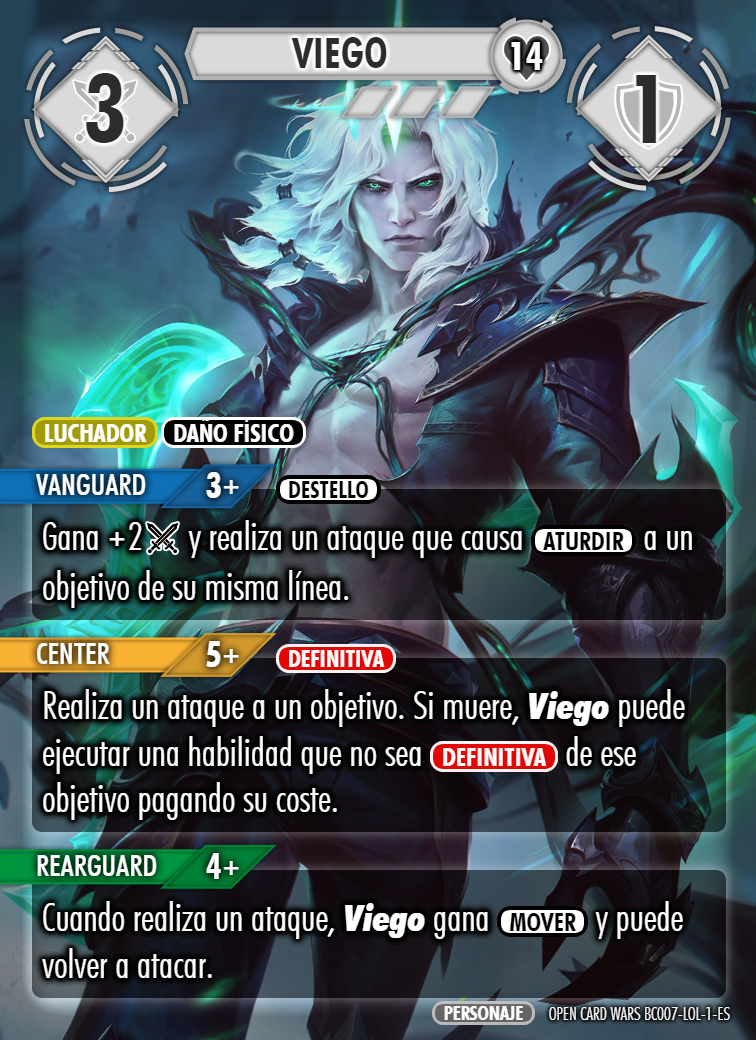 3
VIEGO
14
1
LUCHADOR DAÑO FÍSICO
VANGUARD 3+ DESTELLO
Gana +2 y realiza un ataque que causa ATURDIR a un
objetivo de su misma línea.
CENTER 5+ DEFINITIVA
Realiza un ataque a un objetivo. Si muere, Viego puede
ejecutar una habilidad que no sea DEFINITIVA de ese
objetivo pagando su coste.
REARGUARD 4+
Cuando realiza un ataque, Viego gana MOVER y puede
volver a atacar.
PERSONAJE OPEN CARD WARS BC007-LOL-1-ES